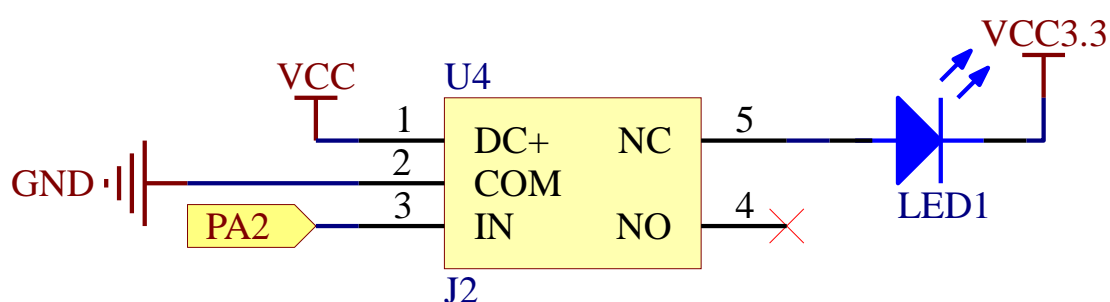 VCC3.3
VCC
U4
1
DC+
NC
5
2
GND
COM
3
PA2
IN
NO
4
LED1
J2